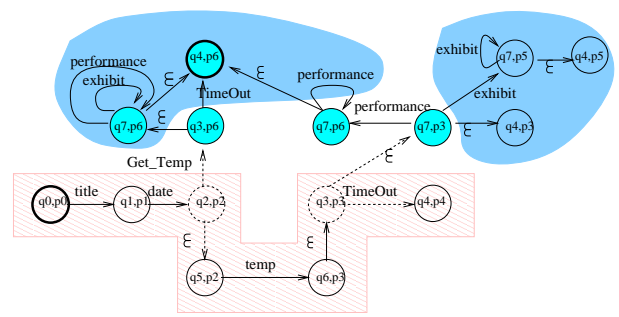 q4,p6
performance
exhibit
ε
TimeOut
ε
ε
q7,p6
q3,p6
performance
q7,p6
performance
q7,p3
exhibit
q7,p5
ε
q4,p5
exhibit
ε
q4,p3
Get_Temp
ε
title
date
q0,p0
q1,p1
q2,p2
q3,p3
TimeOut
q4,p4
ε
ε
temp
q5,p2
q6,p3